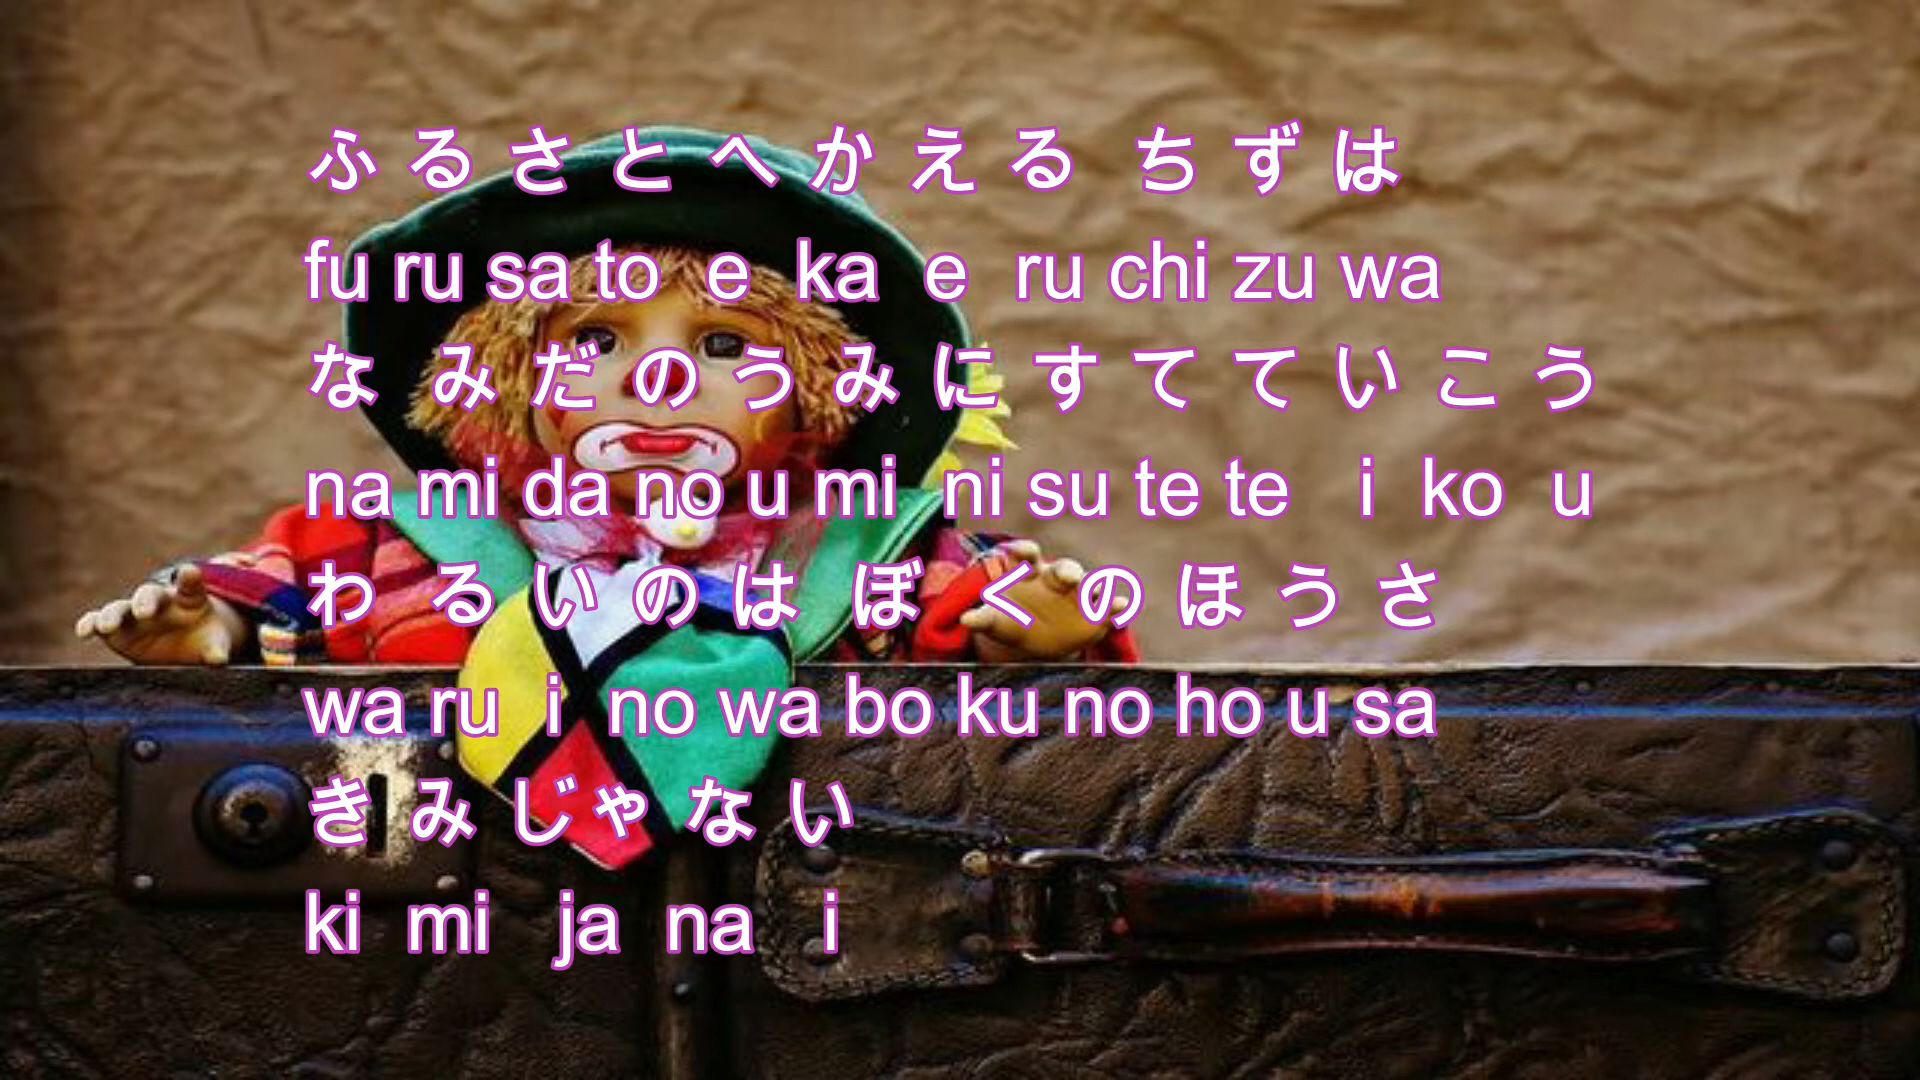 ふるさとへかえる ちずは
fu ru sa to e ka e ru chi zu wa
なみだのうみにすてていこう
na mi da no u mi ni su te te i ko u
わるいのは ぼくのほうさ
wa ru i no wa bo ku no ho u sa
きみじゃない
ki mi ja na i